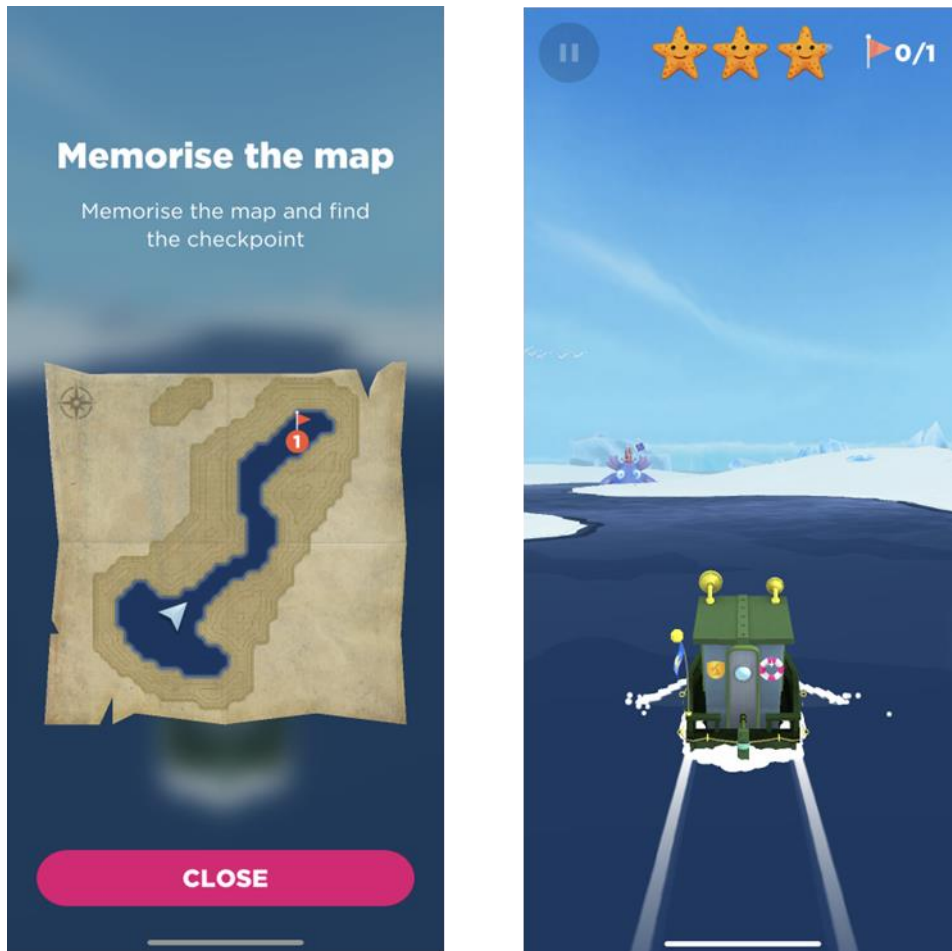 Memorise the map
Memorise the map and find
the checkpoint
1
CLOSE
0/1